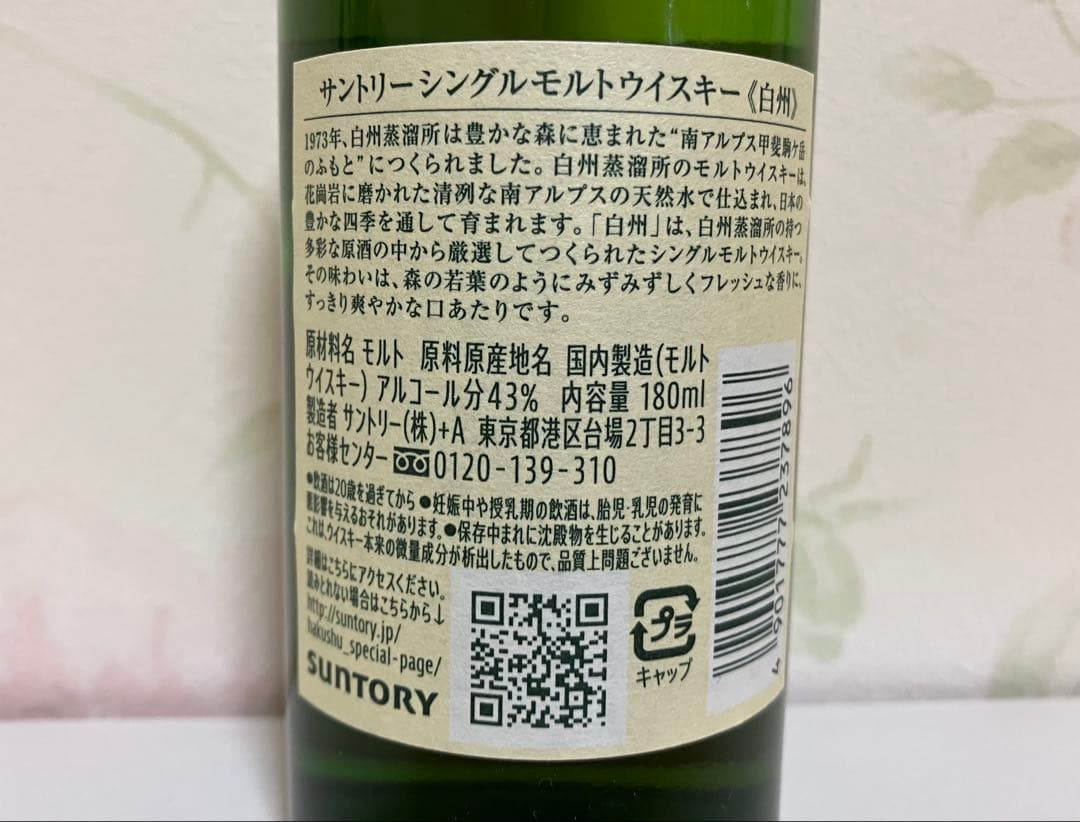 サントリーシングルモルトウイスキー《白州》
1973年、白州蒸溜所は豊かな森に恵まれた“南アルプス甲斐駒ケ岳
のふもと”につくられました。白州蒸溜所のモルトウイスキーは、
花崗岩に磨かれた清冽な南アルプスの天然水で仕込まれ、日本の
豊かな四季を通して育まれます。「白州」は、白州蒸溜所の持つ
多彩な原酒の中から厳選してつくられたシングルモルトウイスキー。
その味わいは、森の若葉のようにみずみずしくフレッシュな香りに、
すっきり爽やかな口あたりです。
原材料名 モルト 原料原産地名 国内製造(モルト
ウイスキー) アルコール分43% 内容量 180ml
製造者 サントリー(株)+A 東京都港区台場2丁目3-3
お客様センター 0120-139-310
●飲酒は20歳を過ぎてから ●妊娠中や授乳期の飲酒は、胎児・乳児の発育に
悪影響を与えるおそれがあります。●保存中まれに沈殿物を生じることがあります。
これは、ウイスキー本来の微量成分が析出したもので、品質上問題ございません。
詳細はこちらにアクセスください。
読みとれない場合はこちらから↓
http://suntory.jp/
hakushu_special-page/
SUNTORY
プラ
キャップ
4 901777 237896